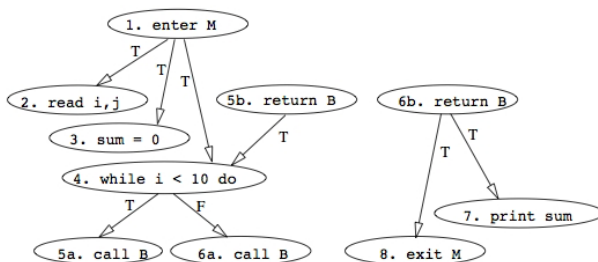 1. enter M
T
T
T
2. read i,j
5b. return B
6b. return B
3. sum = 0
T
T
T
4. while i < 10 do
T
F
7. print sum
5a. call B
6a. call B
8. exit M